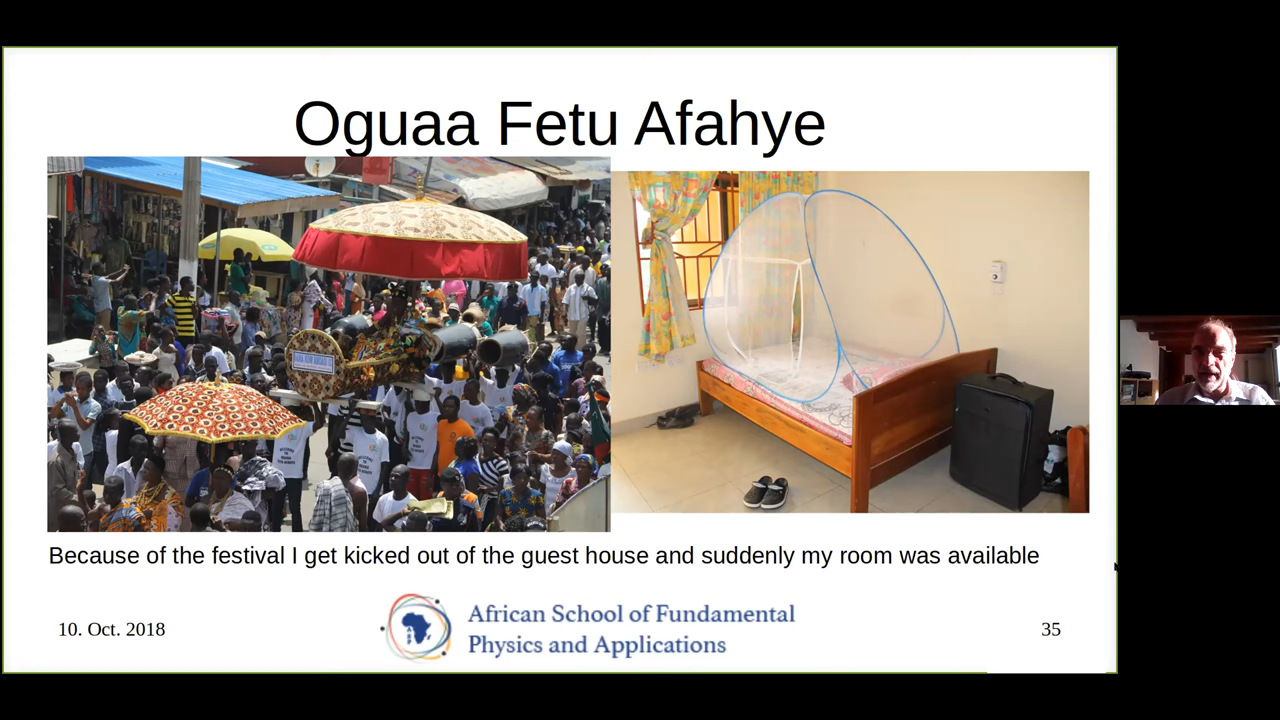 Oguaa Fetu Afahye
Because of the festival I get kicked out of the guest house and suddenly my room was available
10. Oct. 2018
African School of Fundamental
Physics and Applications
35